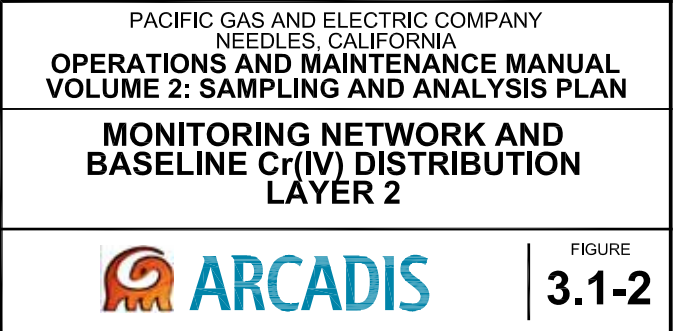 PACIFIC GAS AND ELECTRIC COMPANY
NEEDLES, CALIFORNIA
OPERATIONS AND MAINTENANCE MANUAL
VOLUME 2: SAMPLING AND ANALYSIS PLAN
MONITORING NETWORK AND
BASELINE Cr(IV) DISTRIBUTION
LAYER 2
ARCADIS
FIGURE
3.1-2